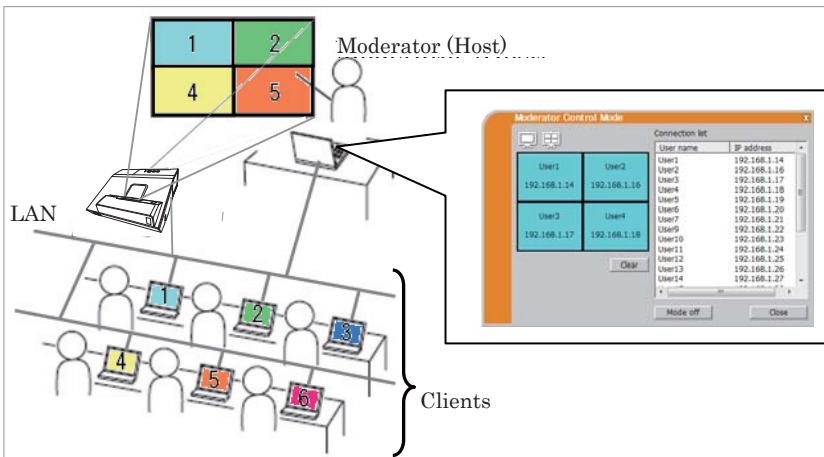 1 2
4 5
Moderator (Host)
LAN
1
2
3
4
5
6
Clients
Moderator Control Mode x
Connection list
User name IP address
User1 192.168.1.14
User2 192.168.1.16
User3 192.168.1.17
User4 192.168.1.18
User5 192.168.1.19
User6 192.168.1.20
User7 192.168.1.21
User9 192.168.1.22
User10 192.168.1.23
User11 192.168.1.24
User12 192.168.1.25
User13 192.168.1.26
User14 192.168.1.27
User1 User2
192.168.1.14 192.168.1.16
User3 User4
192.168.1.17 192.168.1.18
Clear
Mode off Close